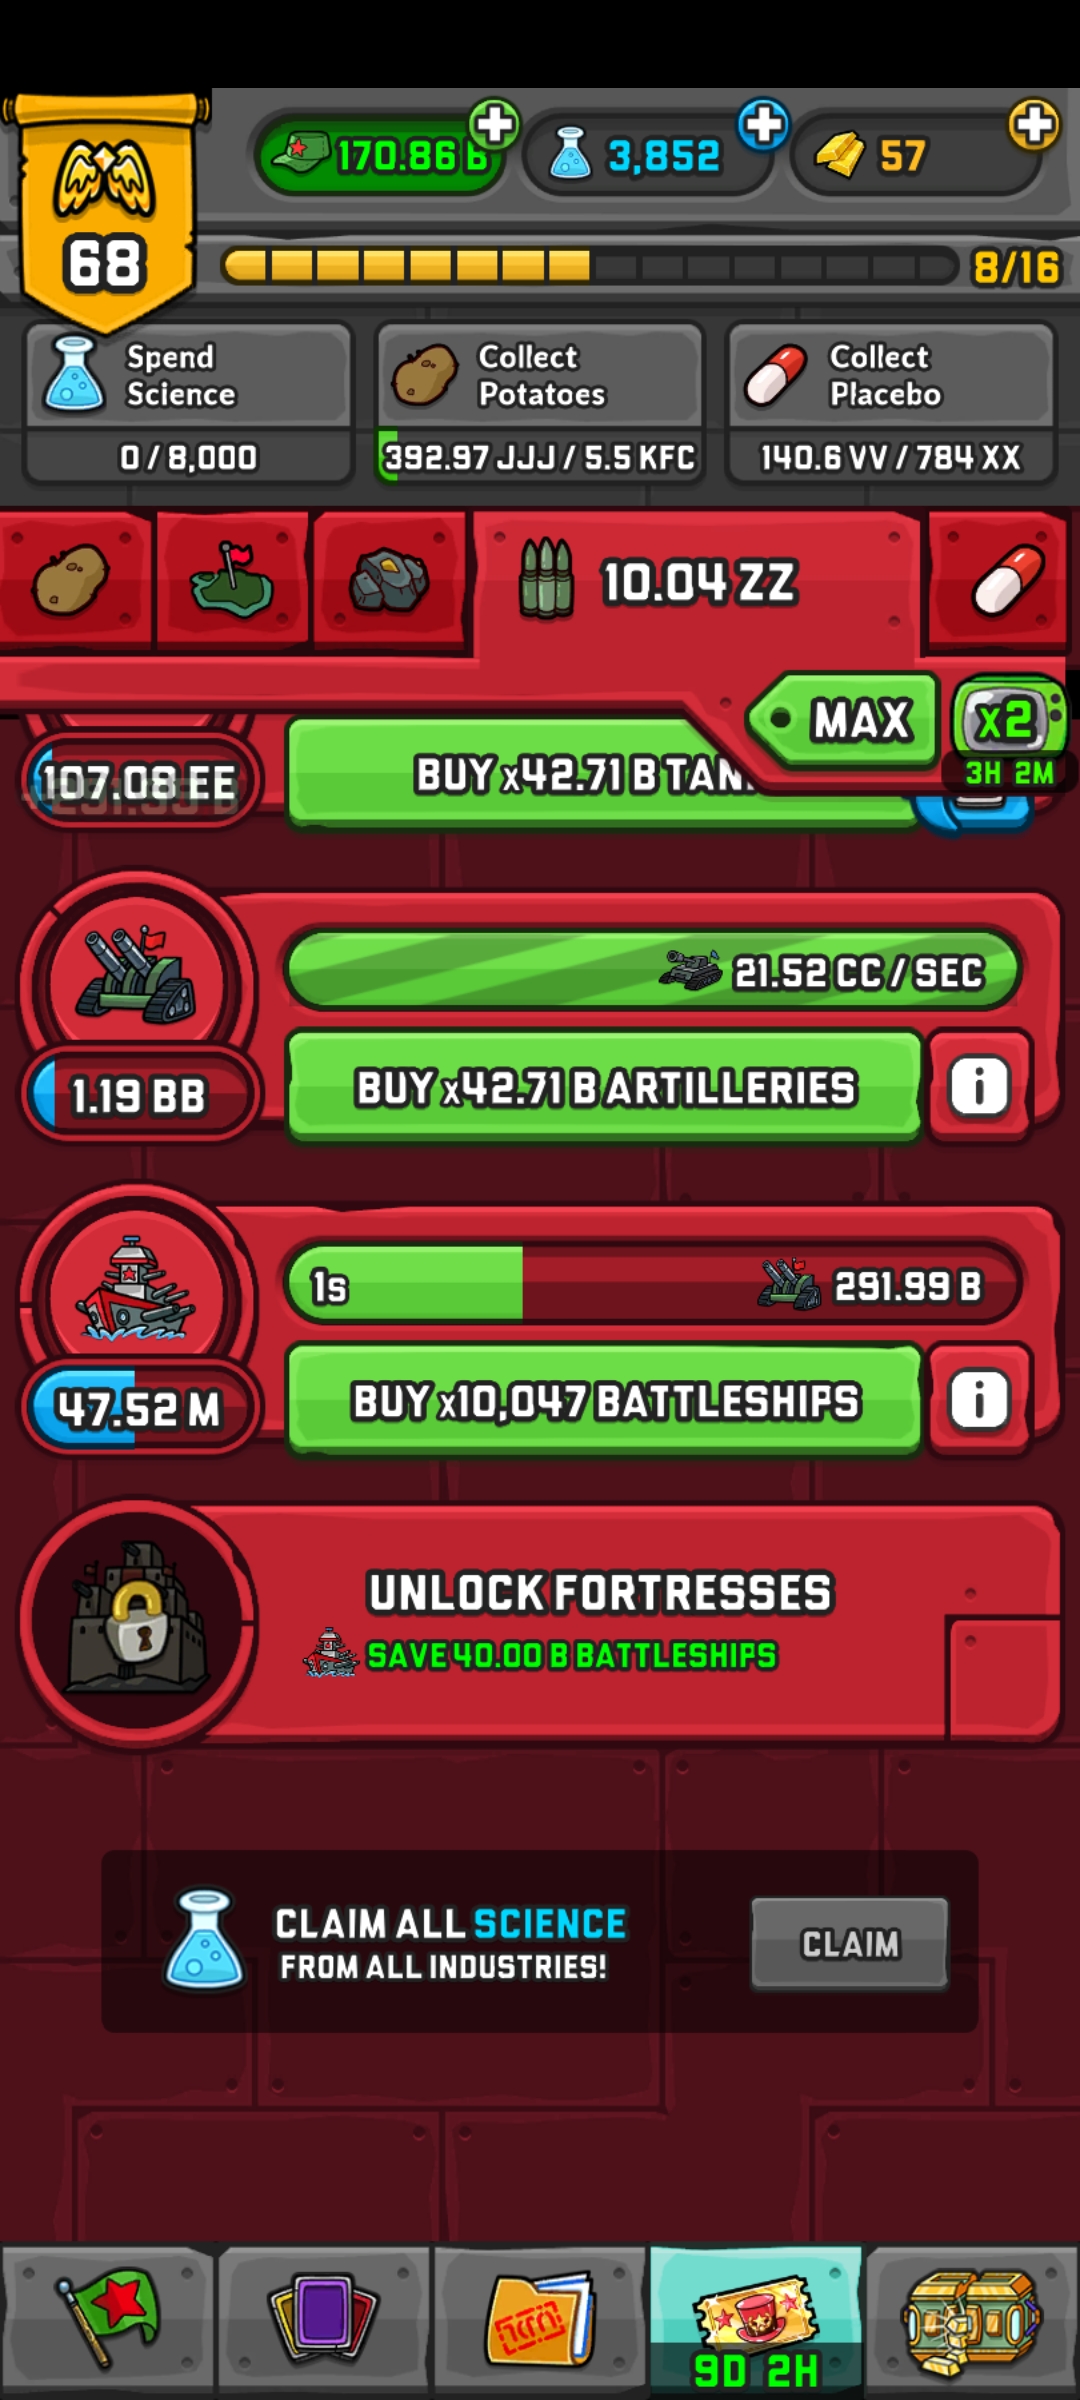 170.86 B
3,852
57
68
8/16
Spend
Science
0 / 8,000
Collect
Potatoes
392.97 JJJ / 5.5 KFC
Collect
Placebo
140.6 VV / 784 XX
10.04 ZZ
MAX
x2
3H 2M
107.08 EE
BUY x42.71 B TAN
21.52 CC / SEC
1.19 BB
BUY x42.71 B ARTILLERIES
i
1s
291.99 B
47.52 M
BUY x10,047 BATTLESHIPS
i
UNLOCK FORTRESSES
SAVE 40.00 B BATTLESHIPS
CLAIM ALL SCIENCE
FROM ALL INDUSTRIES!
CLAIM
9D 2H